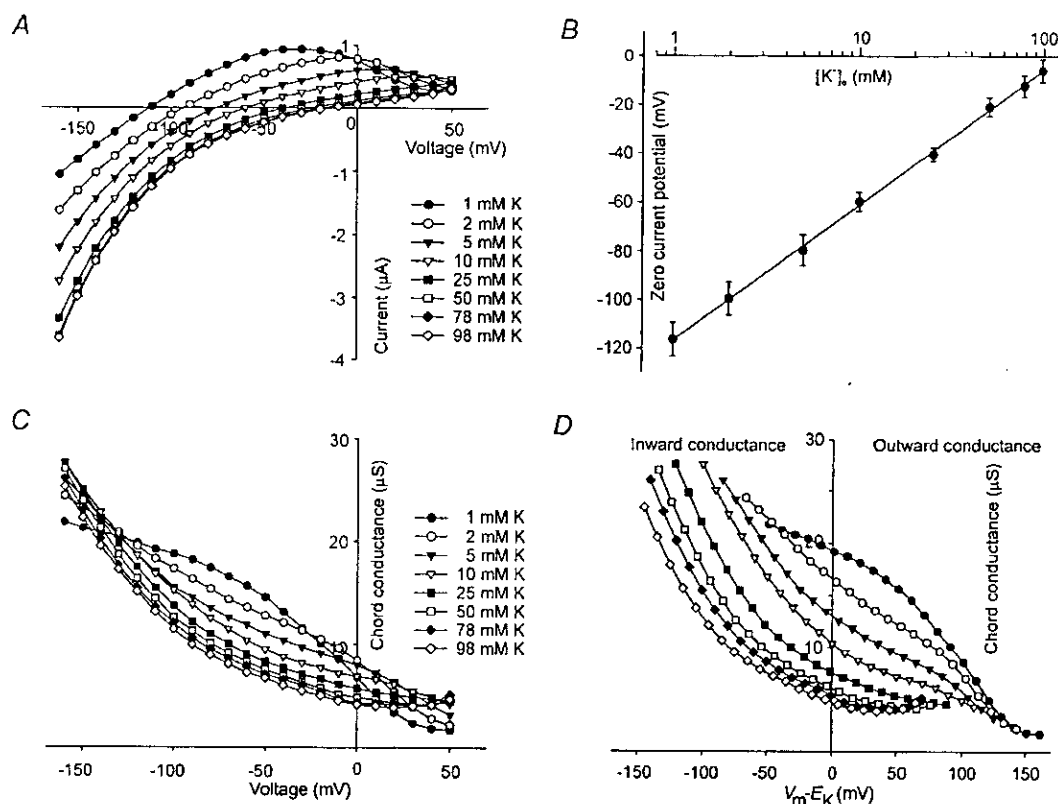 A
1
-150
-100
-50
0
50
Voltage (mV)
-1
-2
-3
-4
Current (µA)
1 mM K
2 mM K
5 mM K
10 mM K
25 mM K
50 mM K
78 mM K
98 mM K
B
1
10
100
[K+]o (mM)
0
-20
-40
-60
-80
-100
-120
Zero current potential (mV)
C
30
20
10
Chord conductance (µS)
1 mM K
2 mM K
5 mM K
10 mM K
25 mM K
50 mM K
78 mM K
98 mM K
-150
-100
-50
0
50
Voltage (mV)
D
30
Inward conductance
Outward conductance
10
Chord conductance (µS)
-150
-100
-50
0
50
100
150
Vm-EK (mV)